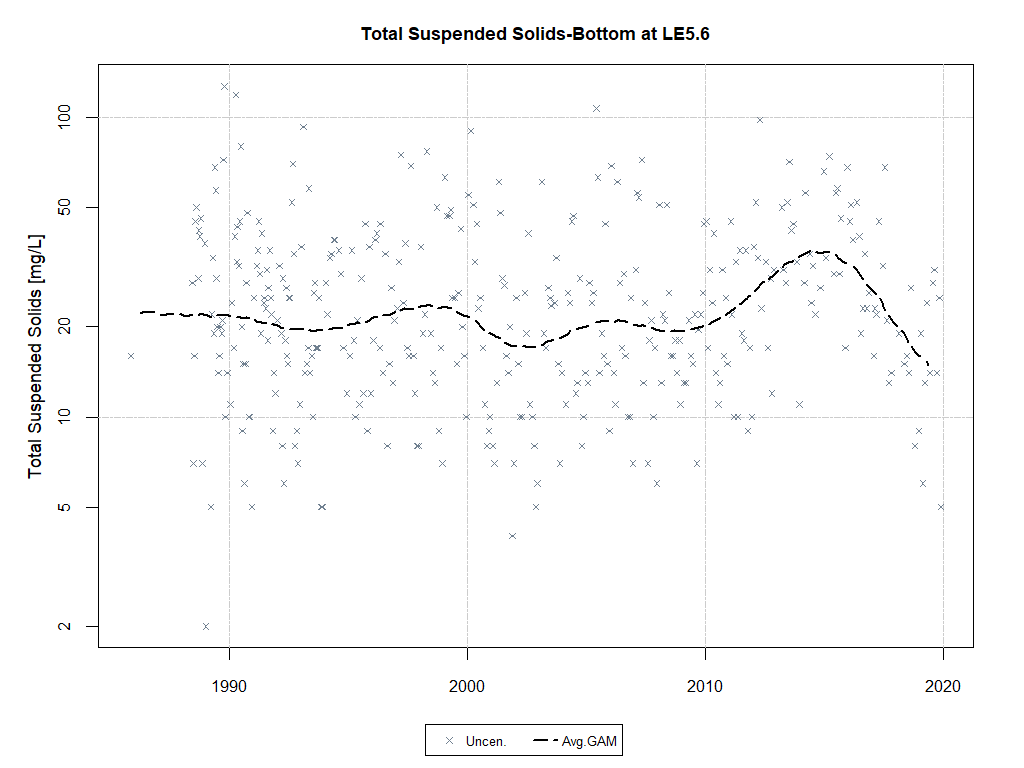 Total Suspended Solids-Bottom at LE5.6
Total Suspended Solids [mg/L]
100
50
20
10
5
2
1990 2000 2010 2020
Uncen. Avg.GAM